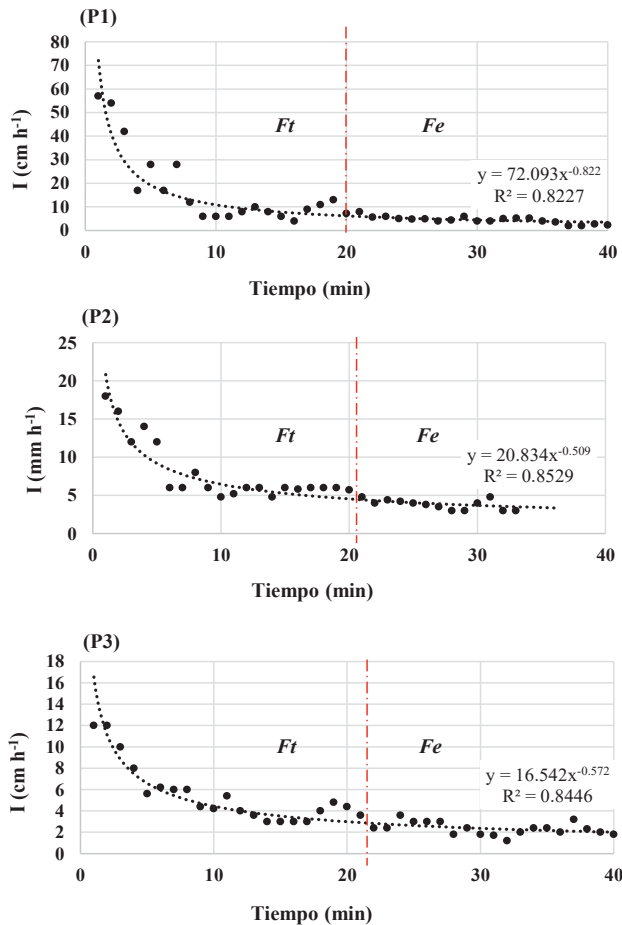 (P1)
80
70
60
50
40
30
20
10
0
I (cm h⁻¹)
Ft
Fe
y = 72.093x⁻⁰·⁸²²
R² = 0.8227
0 10 20 30 40
Tiempo (min)
(P2)
25
20
15
10
5
0
I (mm h⁻¹)
Ft
Fe
y = 20.834x⁻⁰·⁵⁰⁹
R² = 0.8529
0 10 20 30 40
Tiempo (min)
(P3)
18
16
14
12
10
8
6
4
2
0
I (cm h⁻¹)
Ft
Fe
y = 16.542x⁻⁰·⁵⁷²
R² = 0.8446
0 10 20 30 40
Tiempo (min)